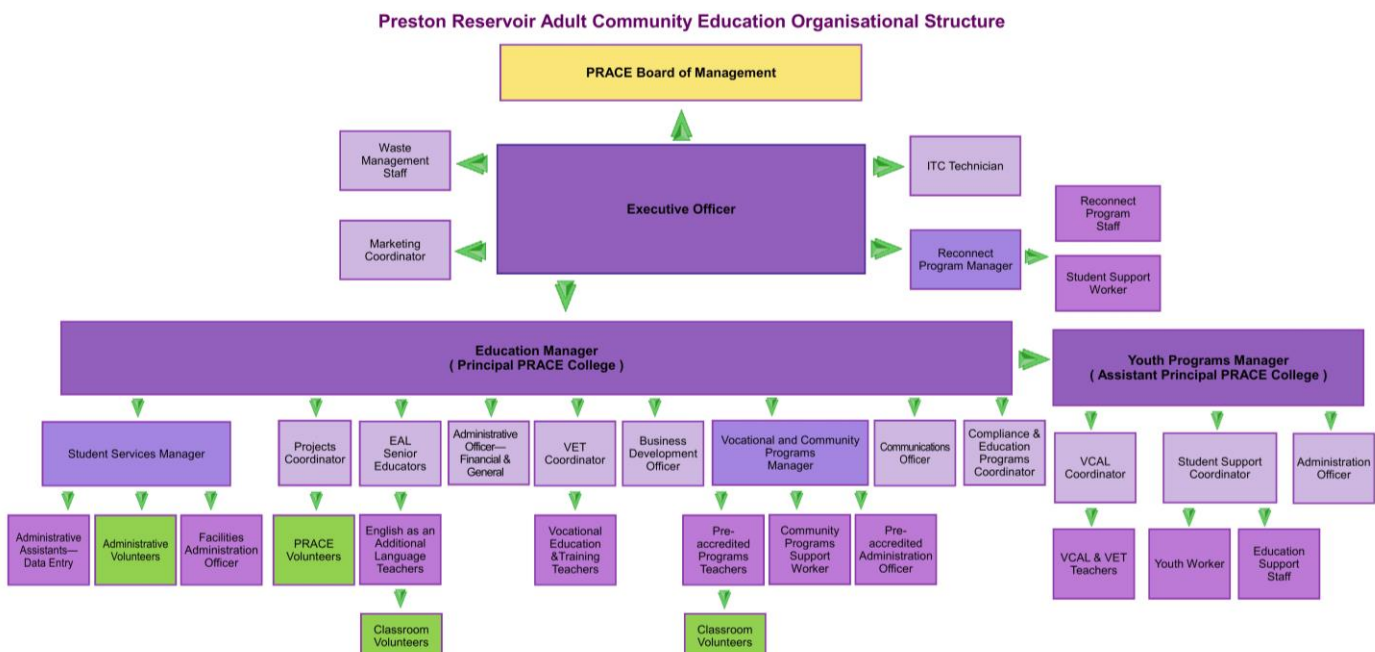 Preston Reservoir Adult Community Education Organisational Structure
PRACE Board of Management
Waste
Management
Staff
ITC Technician
Executive Officer
Reconnect
Program
Staff
Marketing
Coordinator
Reconnect
Program Manager
Student Support
Worker
Education Manager
( Principal PRACE College )
Youth Programs Manager
( Assistant Principal PRACE College )
Student Services Manager
Projects
Coordinator
EAL
Senior
Educators
Administrative
Officer—
Financial &
General
VET
Coordinator
Business
Development
Officer
Vocational and Community
Programs
Manager
Communications
Officer
Compliance &
Education
Programs
Coordinator
VCAL
Coordinator
Student Support
Coordinator
Administration
Officer
Administrative
Assistants—
Data Entry
Administrative
Volunteers
Facilities
Administration
Officer
PRACE
Volunteers
English as an
Additional
Language
Teachers
Vocational
Education
&Training
Teachers
Pre-
accredited
Programs
Teachers
Community
Programs
Support
Worker
Pre-
accredited
Administration
Officer
VCAL & VET
Teachers
Youth Worker
Education
Support
Staff
Classroom
Volunteers
Classroom
Volunteers